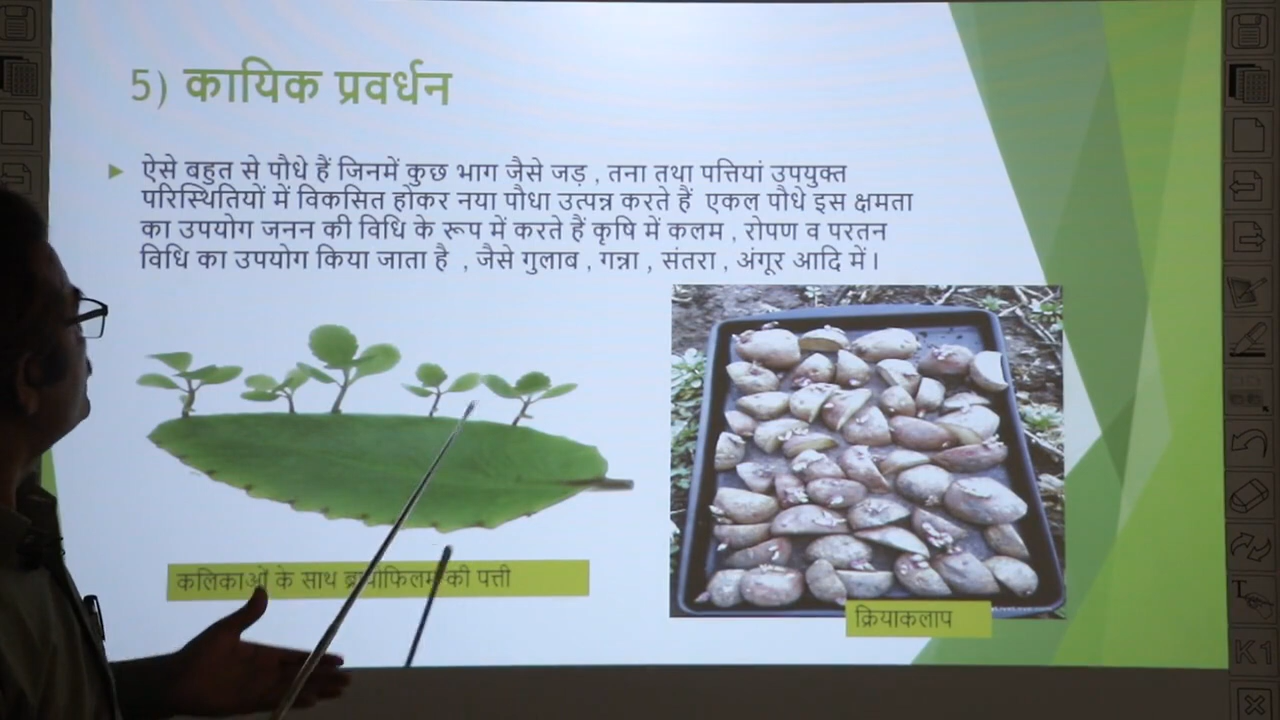 5) कायिक प्रवर्धन
ऐसे बहुत से पौधे हैं जिनमें कुछ भाग जैसे जड़ , तना तथा पत्तियां उपयुक्त
परिस्थितियों में विकसित होकर नया पौधा उत्पन्न करते हैं एकल पौधे इस क्षमता
का उपयोग जनन की विधि के रूप में करते हैं कृषि में कलम , रोपण व परतन
विधि का उपयोग किया जाता है , जैसे गुलाब , गन्ना , संतरा , अंगूर आदि में ।
कलिकाओं के साथ ब्रायोफिलम की पत्ती
क्रियाकलाप
K1